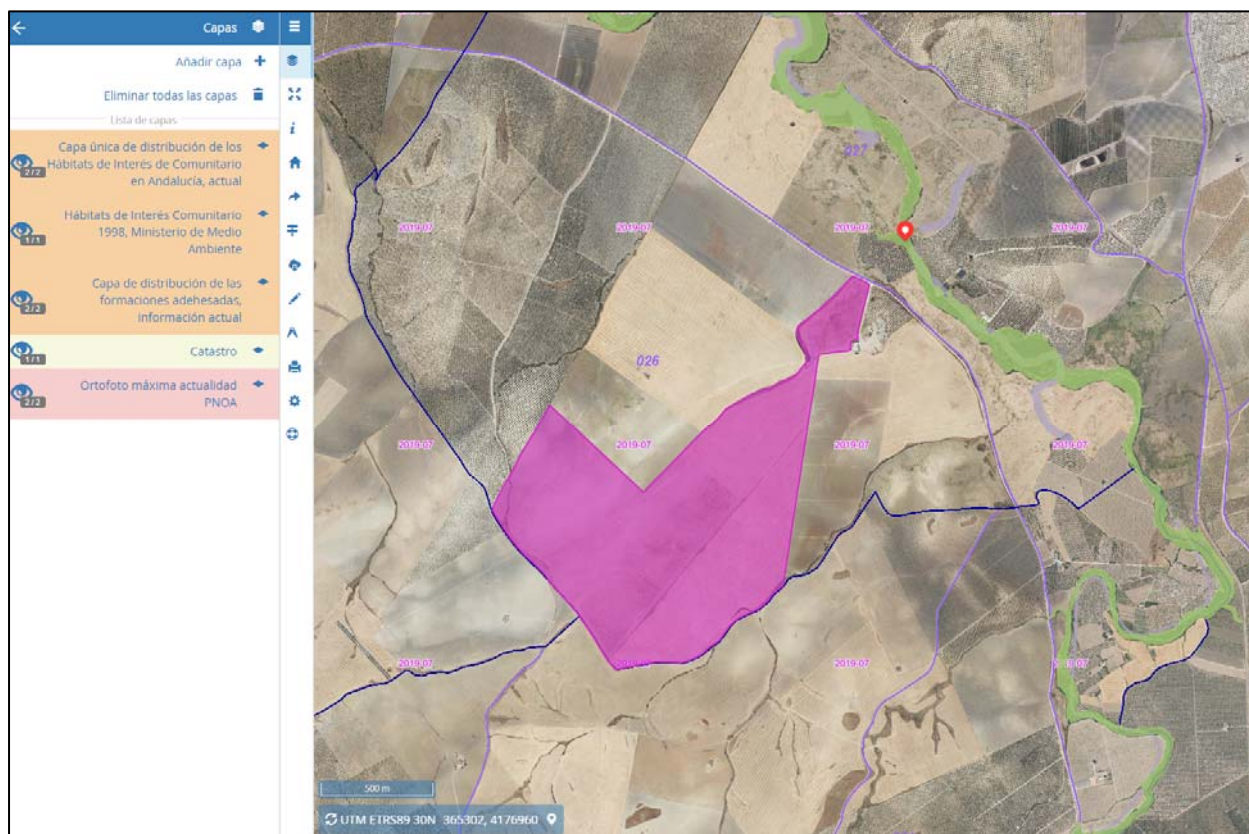 Capas
Añadir capa
Eliminar todas las capas
Lista de capas
Capa única de distribución de los
Hábitats de Interés de Comunitario
en Andalucía, actual
2/2
Hábitats de Interés Comunitario
1998, Ministerio de Medio
Ambiente
1/1
Capa de distribución de las
formaciones adehesadas,
información actual
2/2
Catastro
1/1
Ortofoto máxima actualidad
PNOA
2/2
027
2019-07 2019-07 2019-07 2019-07
026
2019-07 2019-07 2019-07 2019-07
2019-07 2019-07 2019-07 2019-07
500 m
UTM ETRS89 30N 365302, 4176960